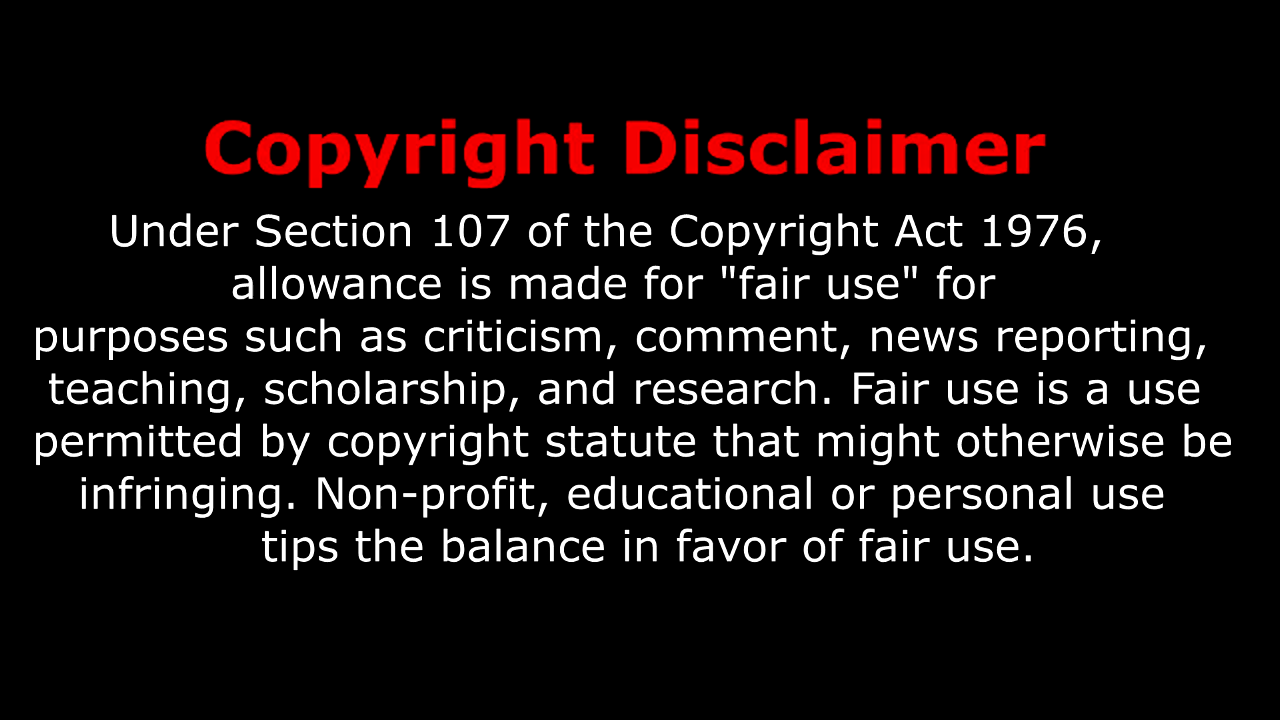 Copyright Disclaimer
Under Section 107 of the Copyright Act 1976,
allowance is made for "fair use" for
purposes such as criticism, comment, news reporting,
teaching, scholarship, and research. Fair use is a use
permitted by copyright statute that might otherwise be
infringing. Non-profit, educational or personal use
tips the balance in favor of fair use.